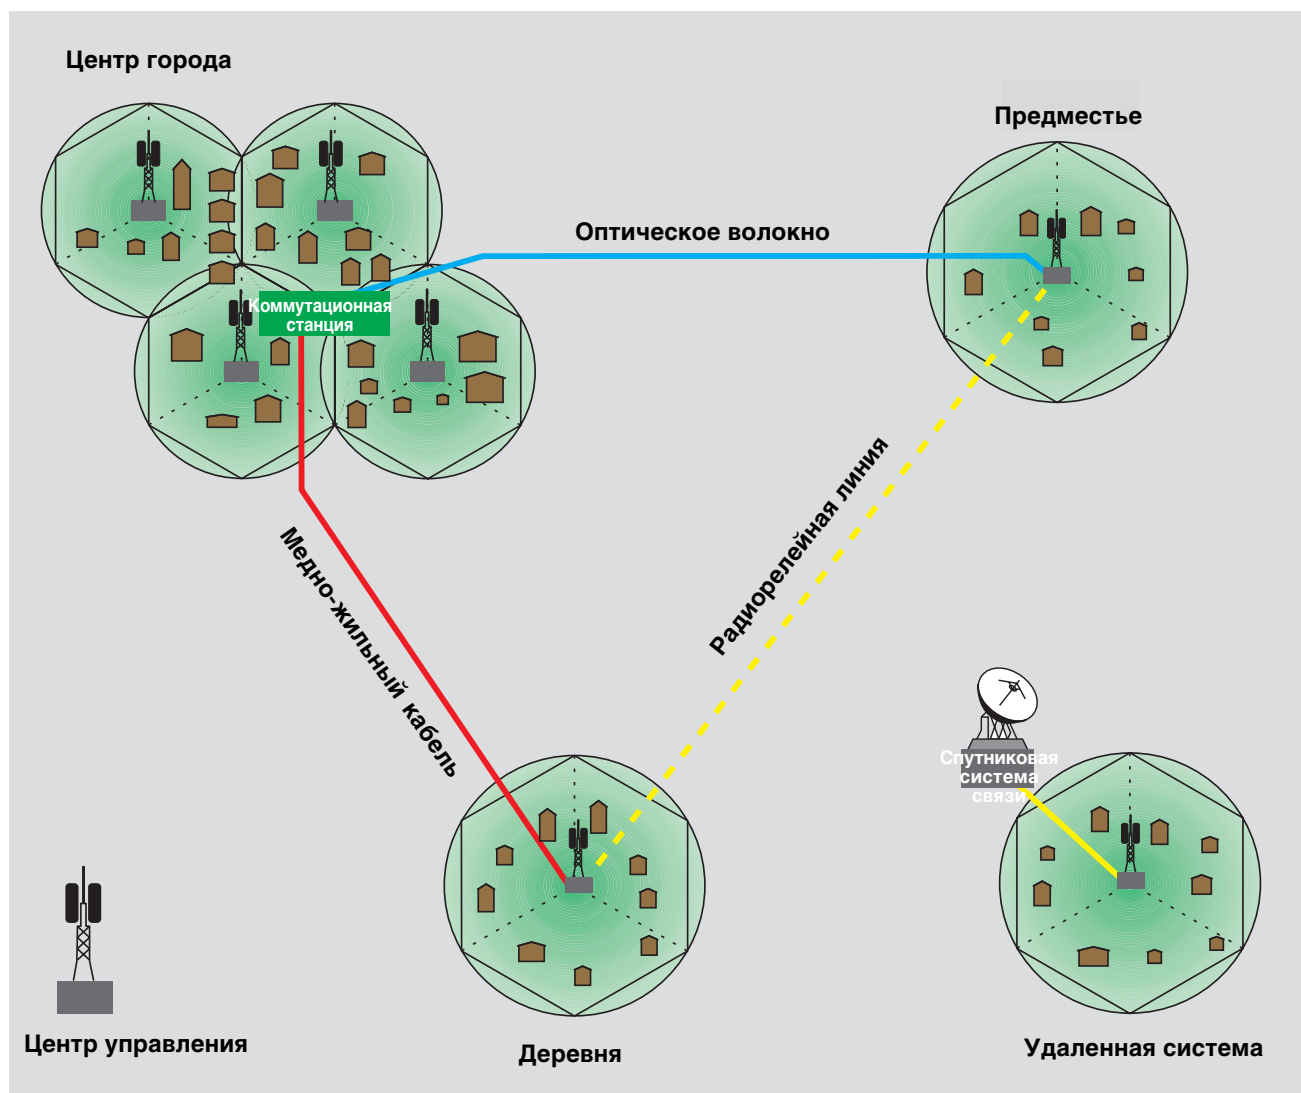 Центр города
Предместье
Оптическое волокно
Коммутационная
станция
Радиорелейная линия
Медно-жильный кабель
Спутниковая
система
связи
Центр управления
Деревня
Удаленная система